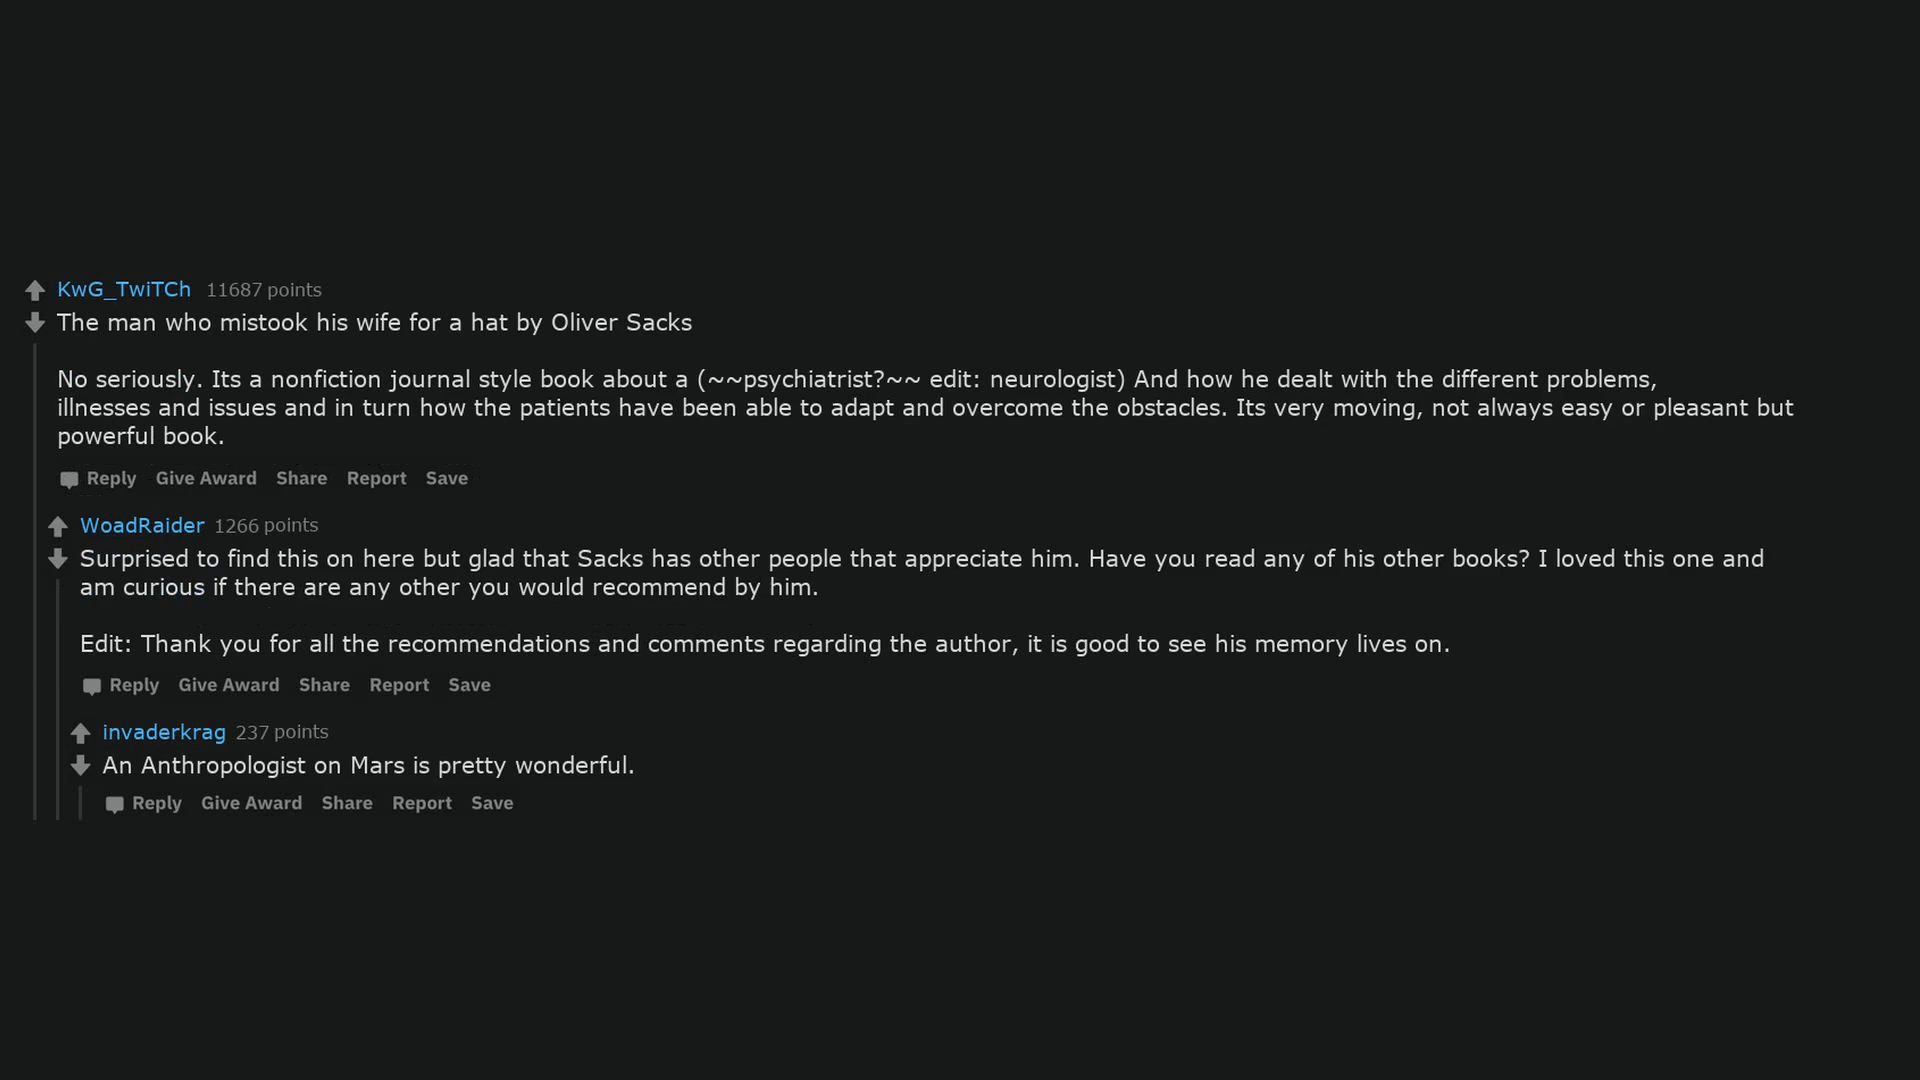 KwG_TwiTCh 11687 points
The man who mistook his wife for a hat by Oliver Sacks
No seriously. Its a nonfiction journal style book about a (~~psychiatrist?~~ edit: neurologist) And how he dealt with the different problems,
illnesses and issues and in turn how the patients have been able to adapt and overcome the obstacles. Its very moving, not always easy or pleasant but
powerful book.
Reply Give Award Share Report Save
WoadRaider 1266 points
Surprised to find this on here but glad that Sacks has other people that appreciate him. Have you read any of his other books? I loved this one and
am curious if there are any other you would recommend by him.
Edit: Thank you for all the recommendations and comments regarding the author, it is good to see his memory lives on.
Reply Give Award Share Report Save
invaderkrag 237 points
An Anthropologist on Mars is pretty wonderful.
Reply Give Award Share Report Save